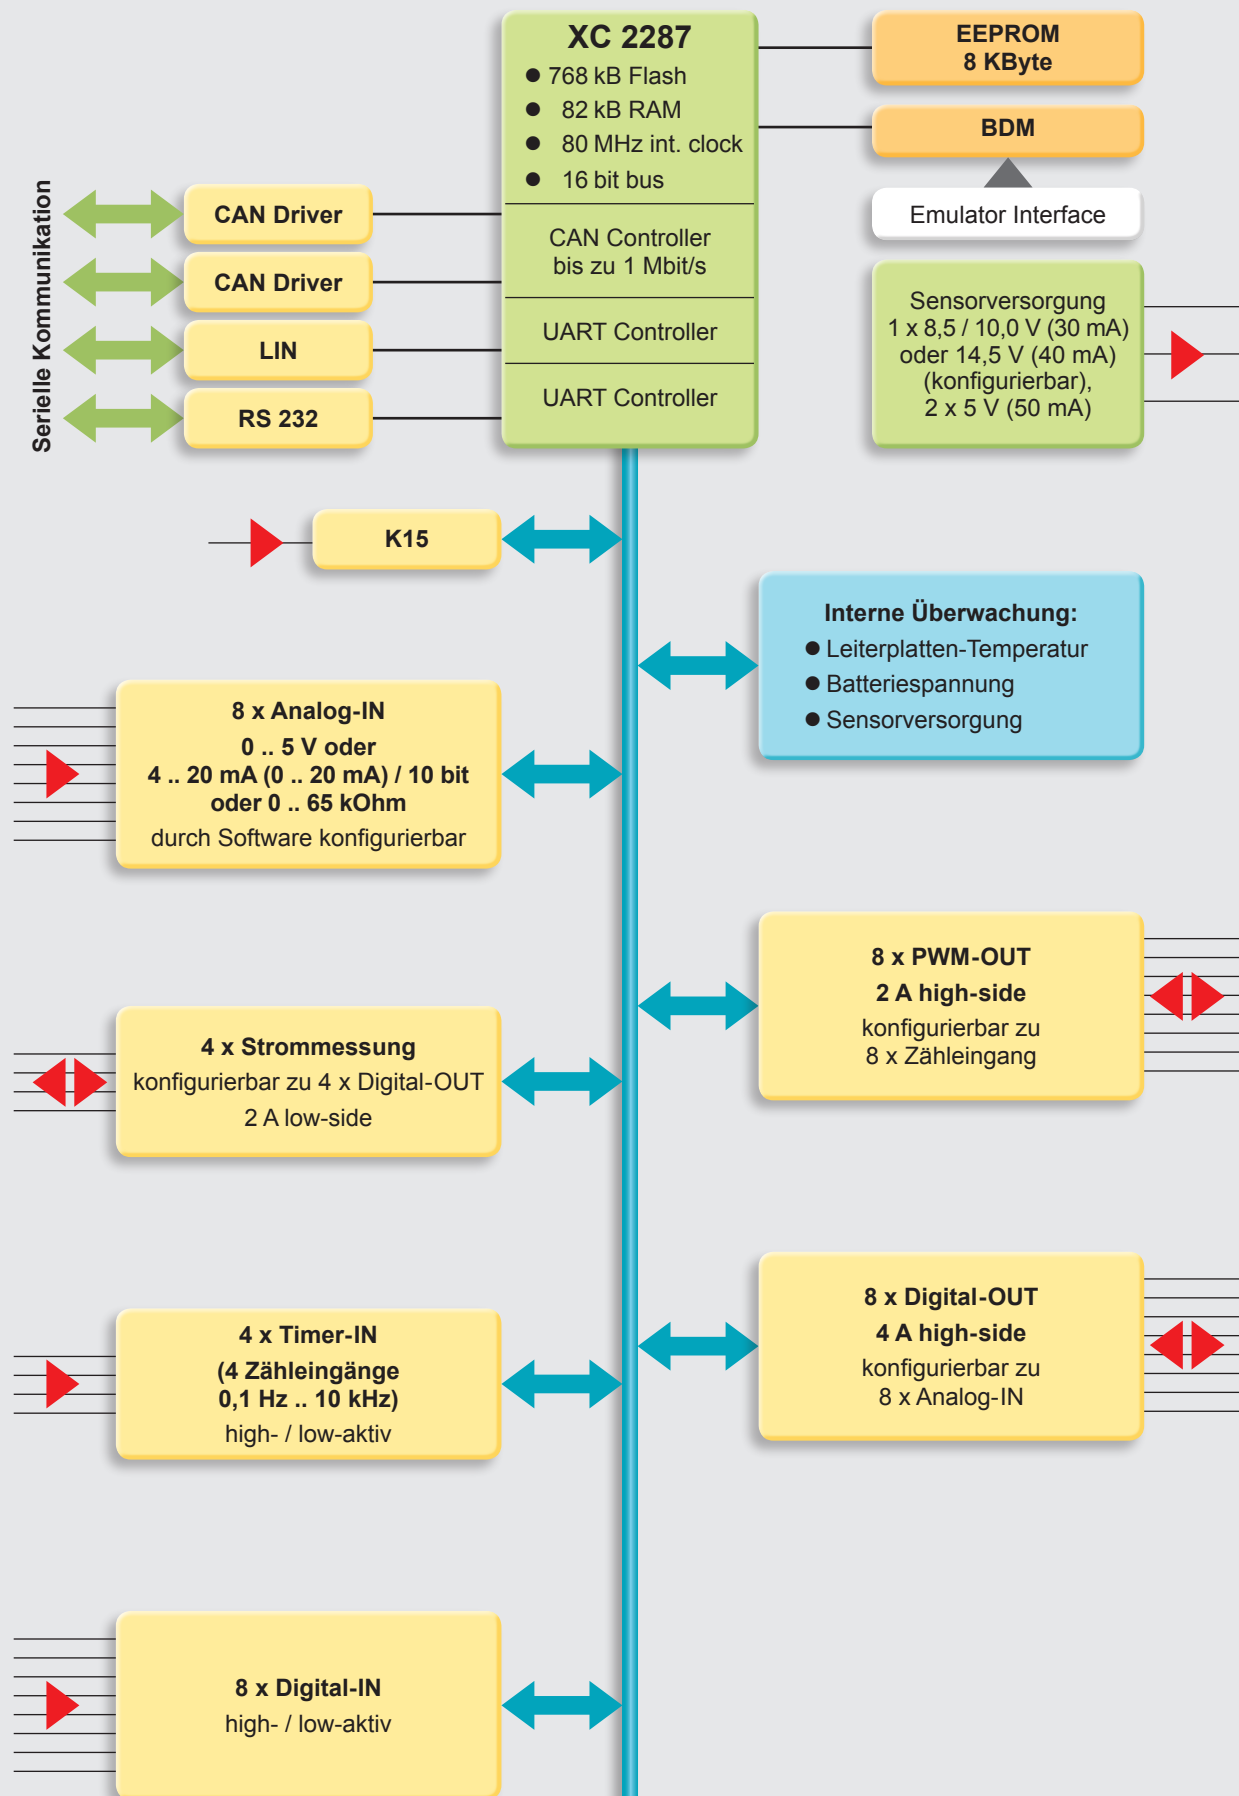 XC 2287
● 768 kB Flash
● 82 kB RAM
● 80 MHz int. clock
● 16 bit bus
CAN Controller
bis zu 1 Mbit/s
UART Controller
UART Controller
EEPROM
8 KByte
BDM
Emulator Interface
Sensorversorgung
1 x 8,5 / 10,0 V (30 mA)
oder 14,5 V (40 mA)
(konfigurierbar),
2 x 5 V (50 mA)
Serielle Kommunikation
CAN Driver
CAN Driver
LIN
RS 232
K15
Interne Überwachung:
● Leiterplatten-Temperatur
● Batteriespannung
● Sensorversorgung
8 x Analog-IN
0 .. 5 V oder
4 .. 20 mA (0 .. 20 mA) / 10 bit
oder 0 .. 65 kOhm
durch Software konfigurierbar
8 x PWM-OUT
2 A high-side
konfigurierbar zu
8 x Zähleingang
4 x Strommessung
konfigurierbar zu 4 x Digital-OUT
2 A low-side
8 x Digital-OUT
4 A high-side
konfigurierbar zu
8 x Analog-IN
4 x Timer-IN
(4 Zähleingänge
0,1 Hz .. 10 kHz)
high- / low-aktiv
8 x Digital-IN
high- / low-aktiv